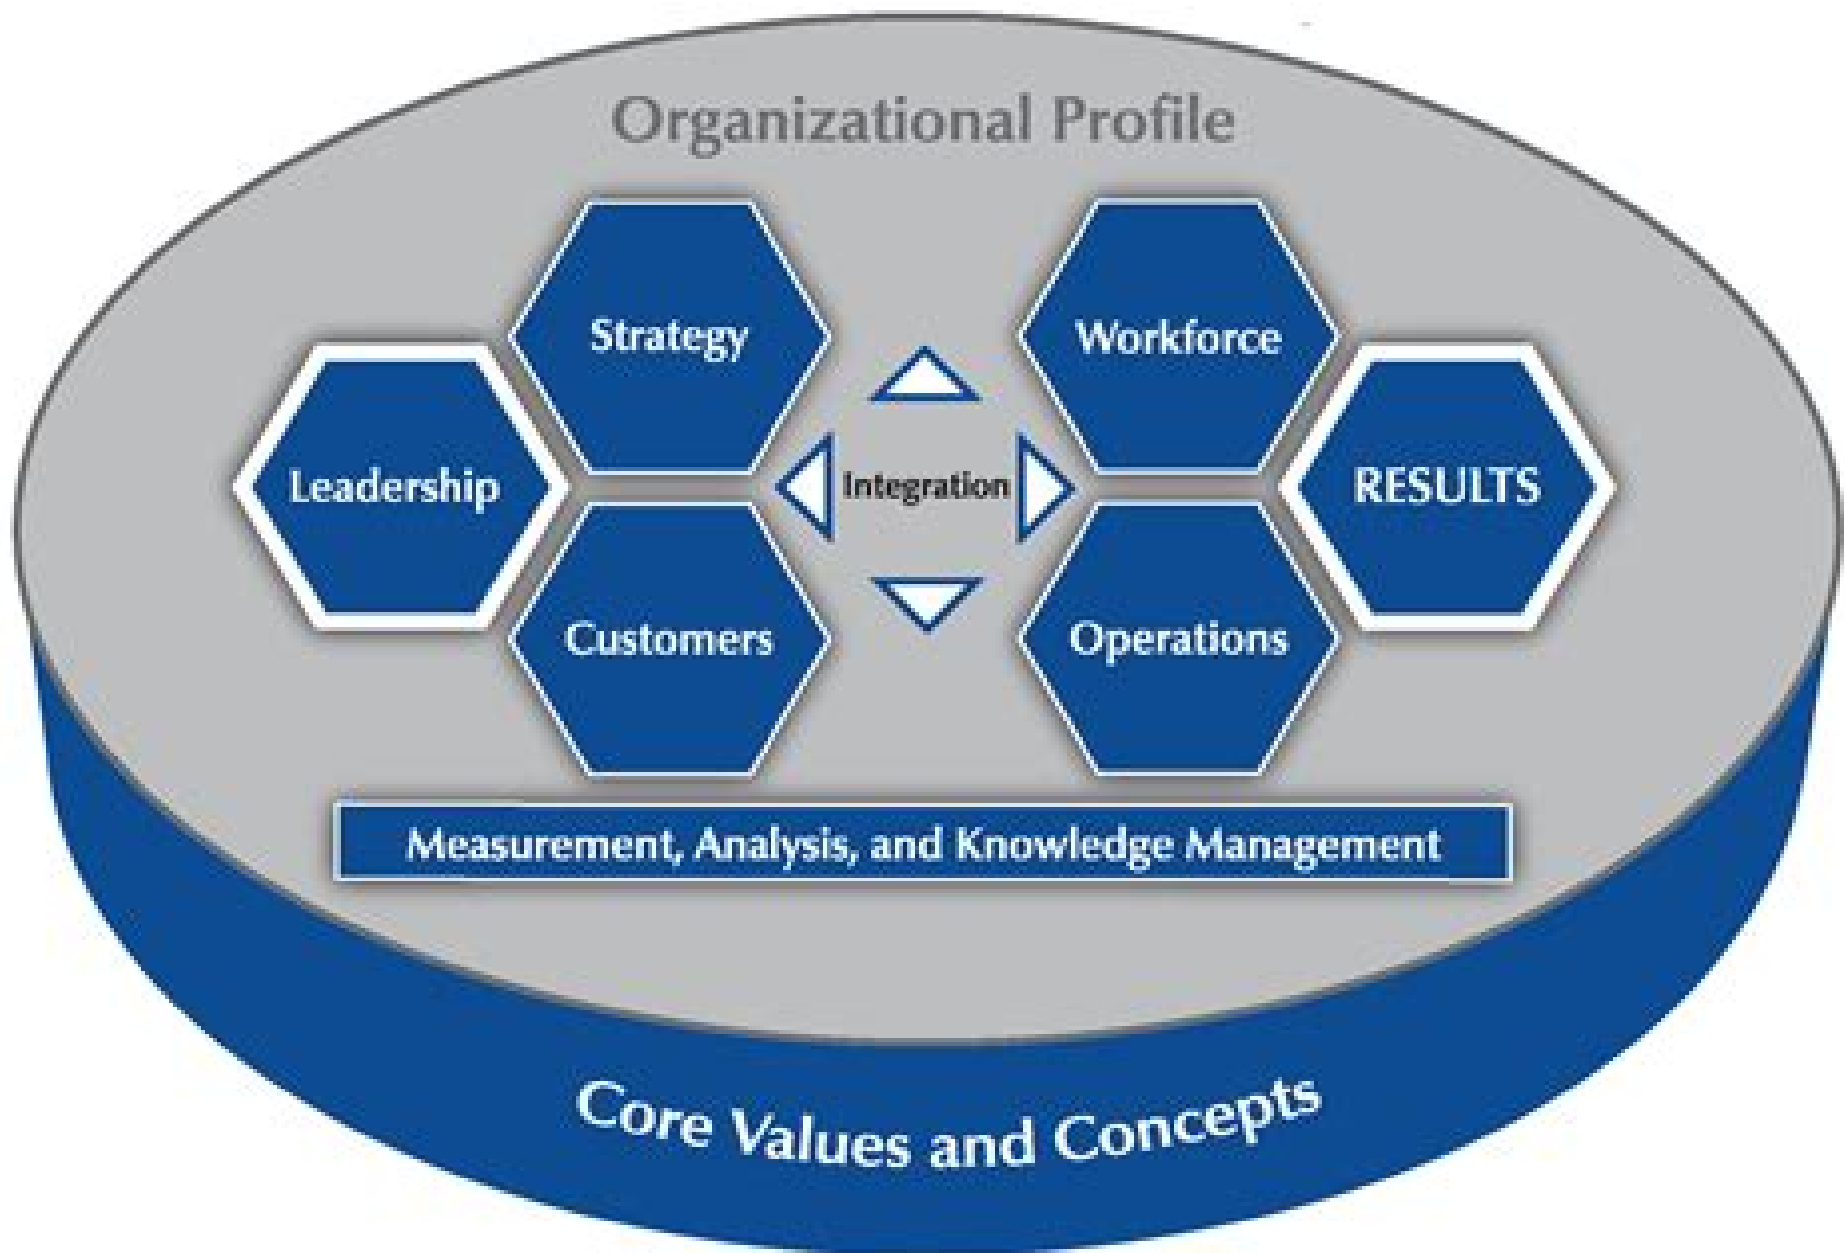 Organizational Profile
Strategy
Workforce
Leadership
Integration
RESULTS
Customers
Operations
Measurement, Analysis, and Knowledge Management
Core Values and Concepts